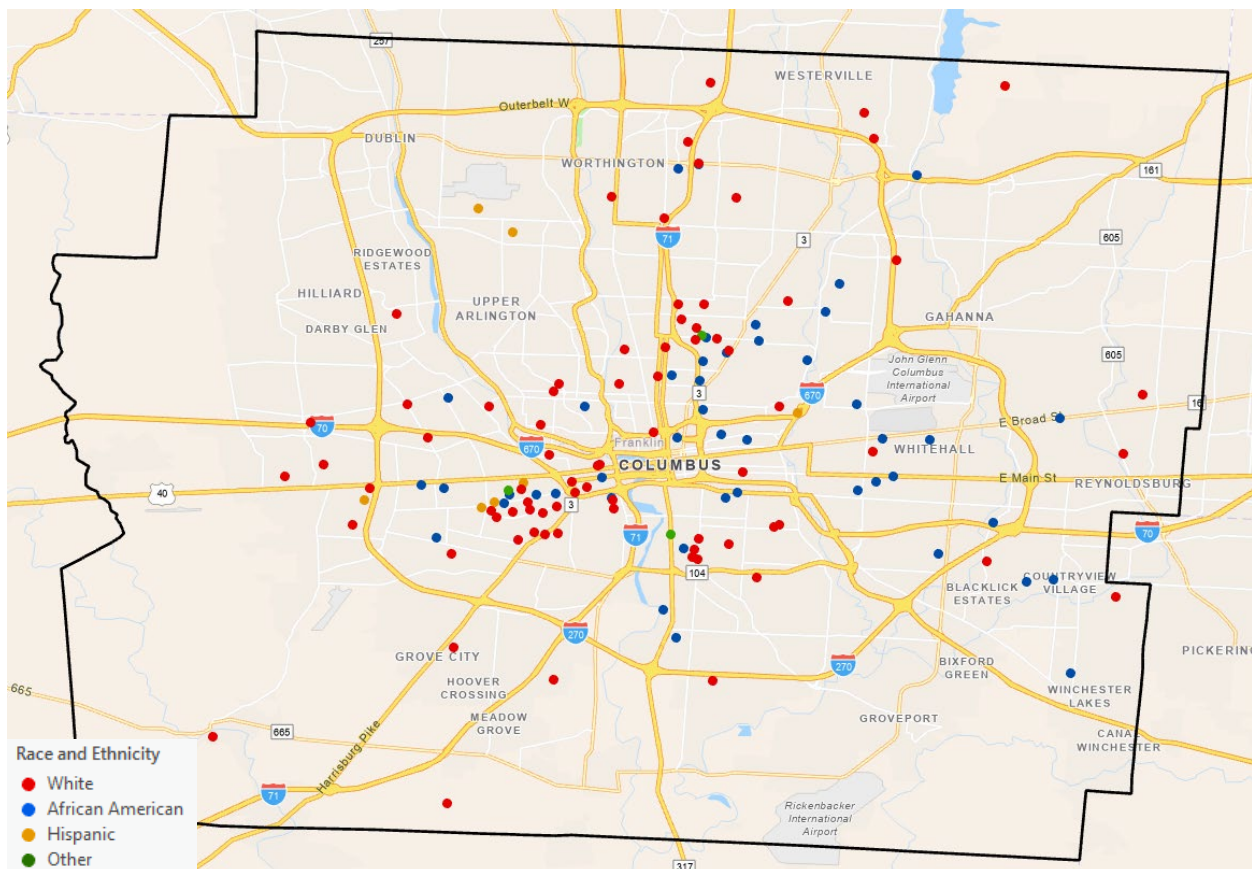 257
WESTERVILLE
Outerbelt W
DUBLIN
WORTHINGTON
161
71
3
605
RIDGEWOOD
ESTATES
HILLIARD
UPPER
ARLINGTON
DARBY GLEN
GAHANNA
John Glenn
Columbus
International
Airport
605
3
670
16
70
E Broad St
Franklin
670
WHITEHALL
COLUMBUS
E Main St
40
REYNOLDSBURG
3
71
70
104
BLACKLICK
ESTATES
COUNTRYVIEW
VILLAGE
270
GROVE CITY
PICKERING
BIXFORD
GREEN
270
HOOVER
CROSSING
WINCHESTER
LAKES
665
MEADOW
GROVE
GROVEPORT
665
CANAL
WINCHESTER
Harrisburg Pike
71
Rickenbacker
International
Airport
317
Race and Ethnicity
White
African American
Hispanic
Other